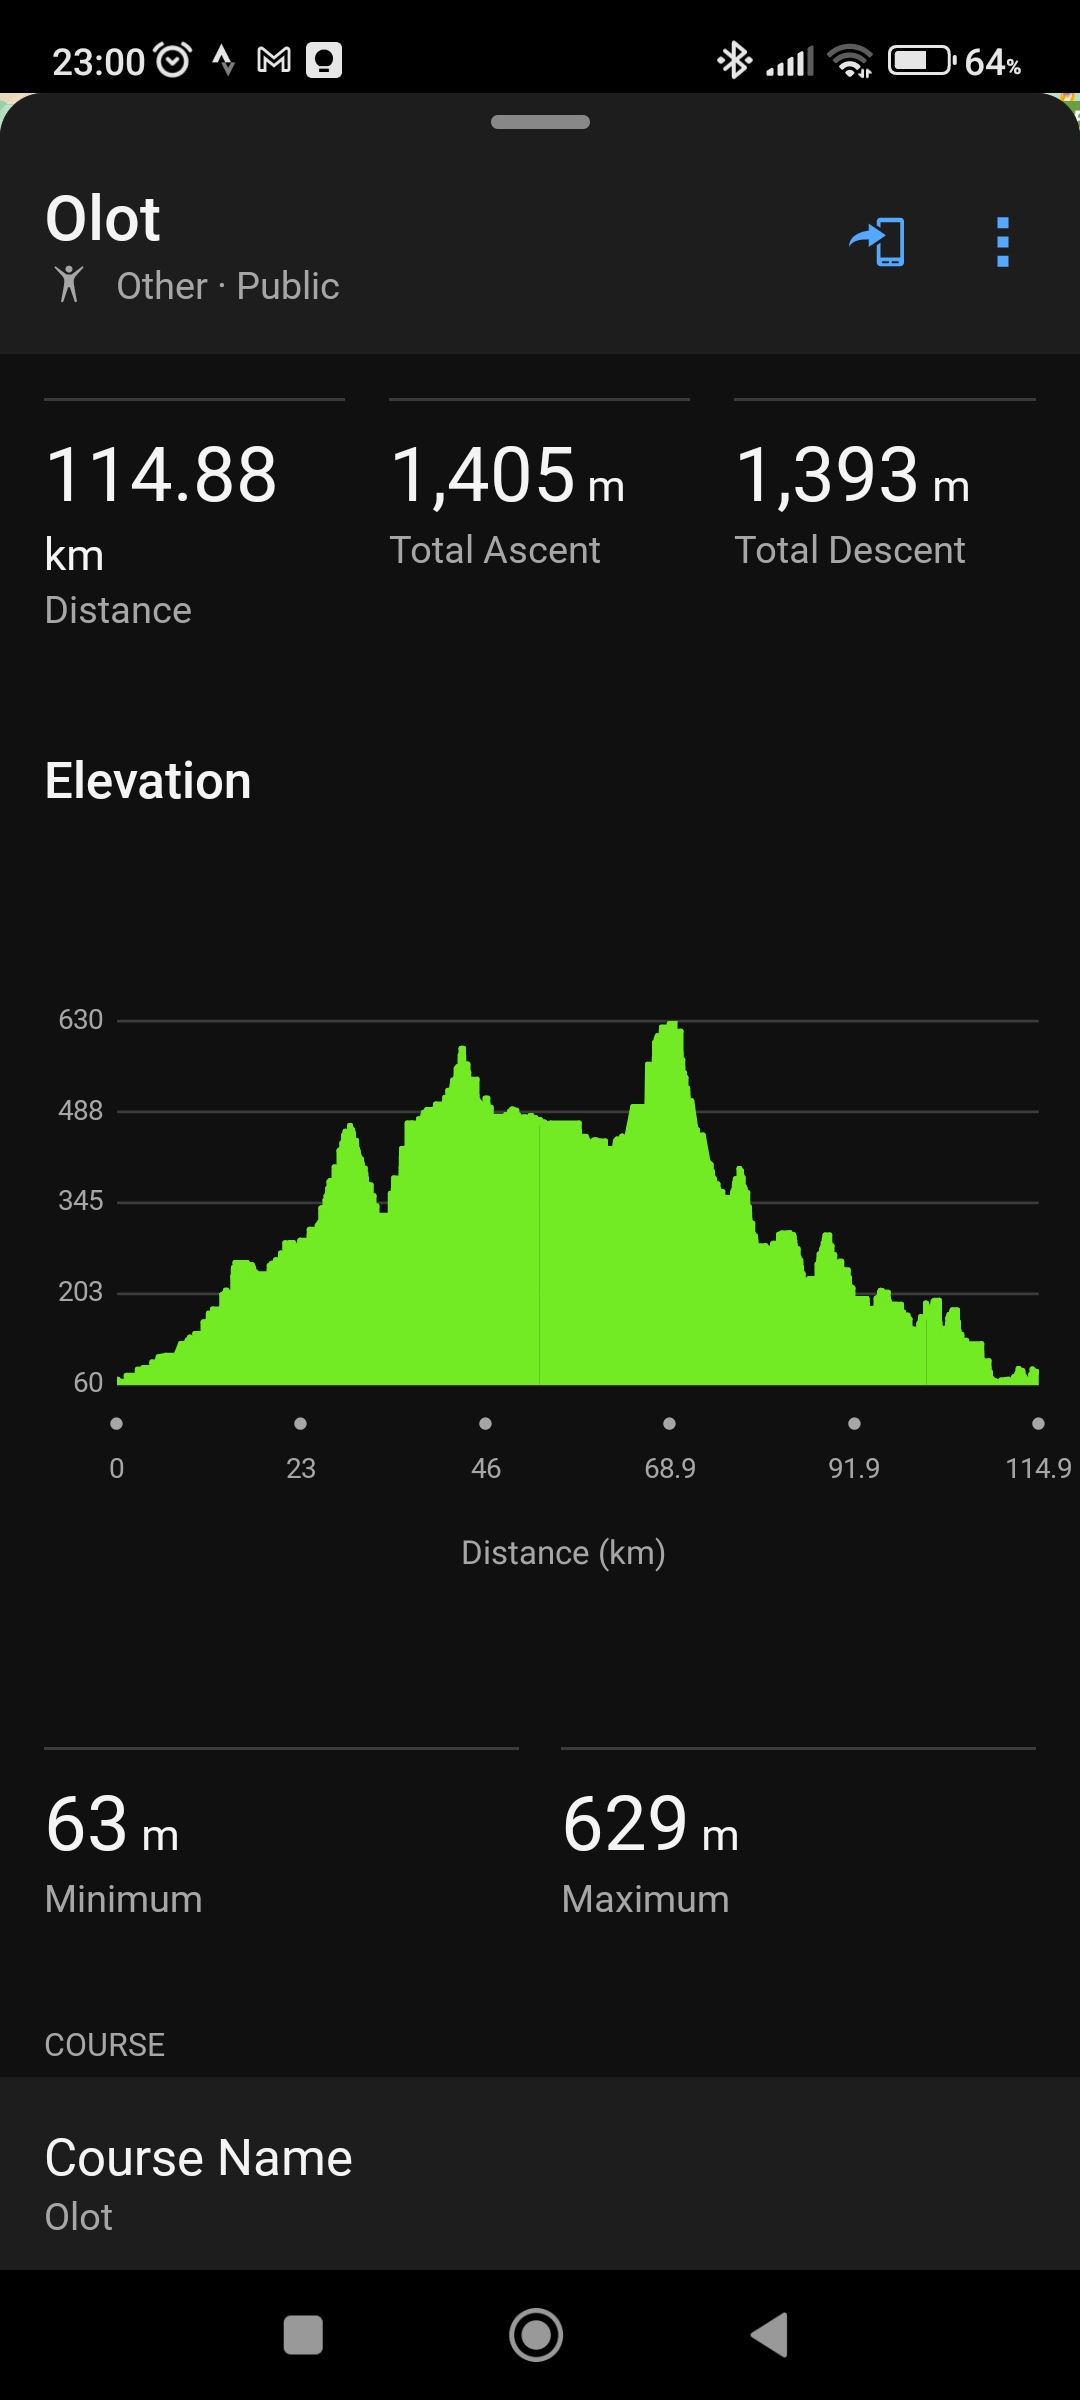 23:00 64%
Olot
Other · Public
114.88 km
Distance
1,405 m
Total Ascent
1,393 m
Total Descent
Elevation
630
488
345
203
60
0 23 46 68.9 91.9 114.9
Distance (km)
63 m
Minimum
629 m
Maximum
COURSE
Course Name
Olot